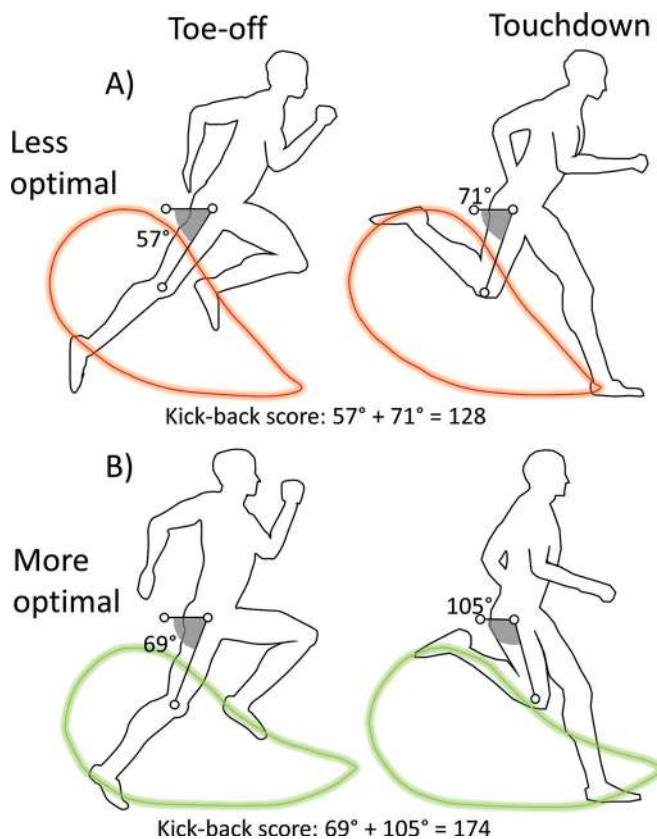 Toe-off
Touchdown
A)
Less
optimal
57°
71°
Kick-back score: 57° + 71° = 128
B)
More
optimal
69°
105°
Kick-back score: 69° + 105° = 174